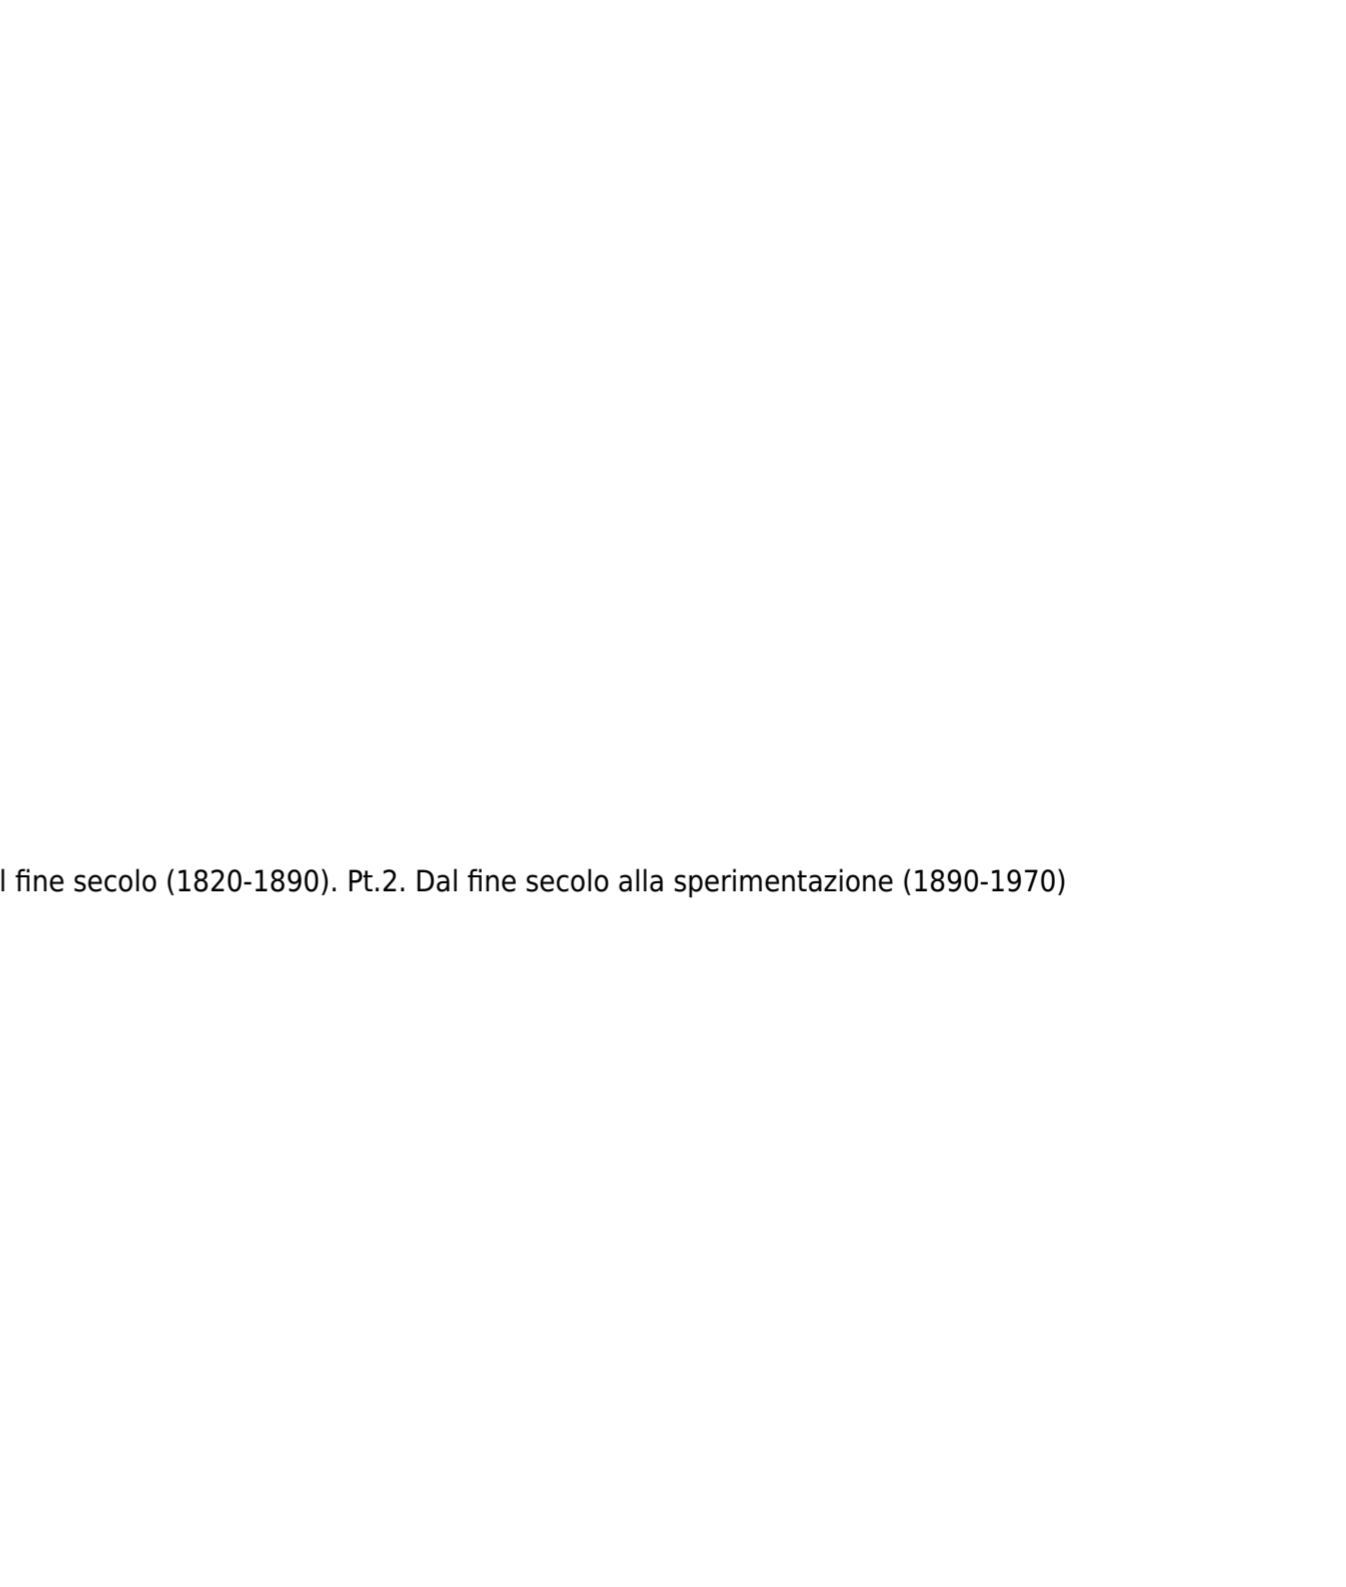 l fine secolo (1820-1890). Pt.2. Dal fine secolo alla sperimentazione (1890-1970)